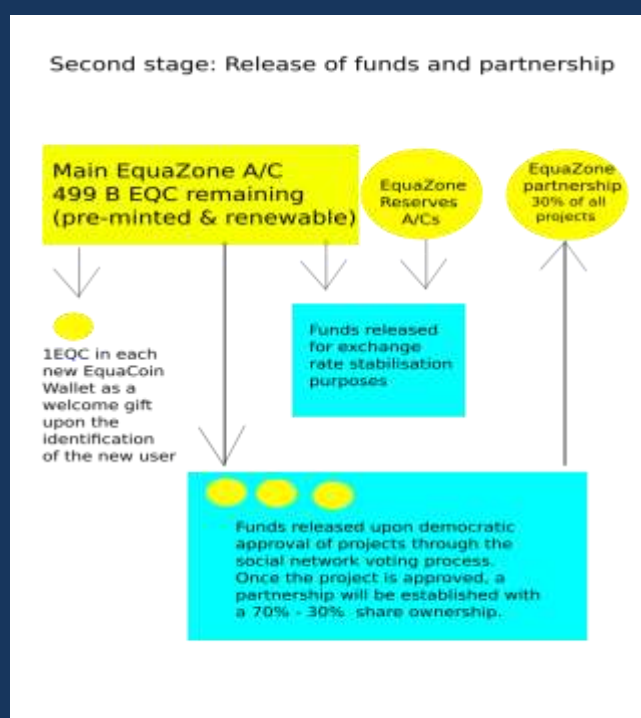 Second stage: Release of funds and partnership
Main EquaZone A/C
499 B EQC remaining
(pre-minted & renewable)
EquaZone
Reserves
A/Cs
EquaZone
partnership
30% of all
projects
1EQC in each
new EquaCoin
Wallet as a
welcome gift
upon the
identification
of the new user
Funds released
for exchange
rate stabilisation
purposes
Funds released upon democratic
approval of projects through the
social network voting process.
Once the project is approved, a
partnership will be established with
a 70% - 30% share ownership.